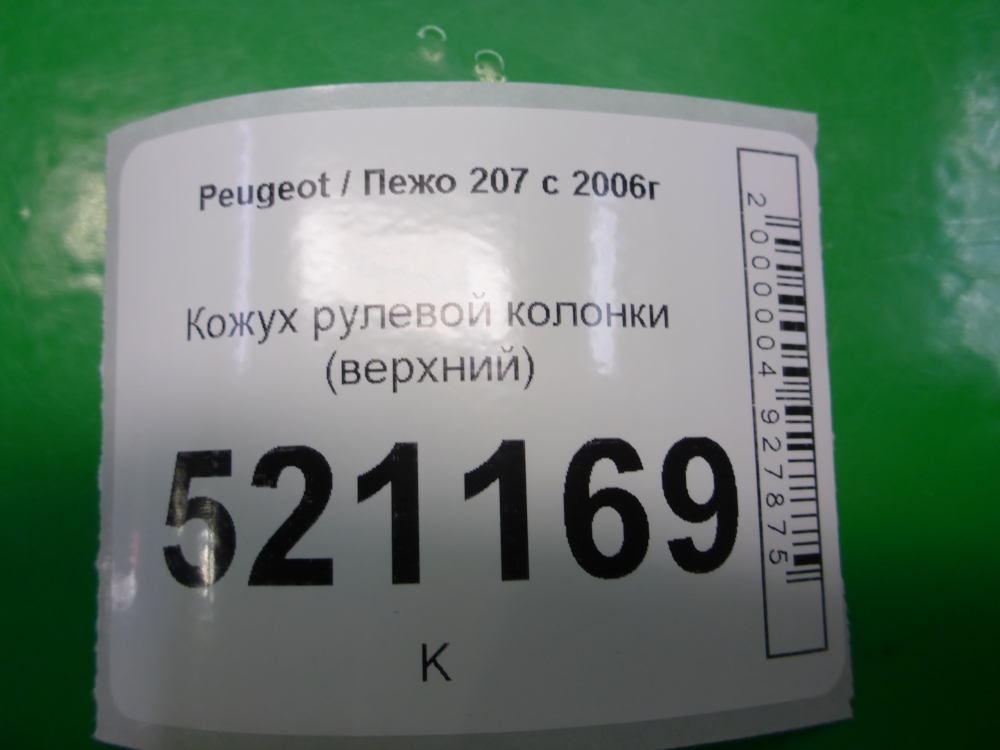 Peugeot / Пежо 207 с 2006г
Кожух рулевой колонки
(верхний)
521169
К
2000004927875